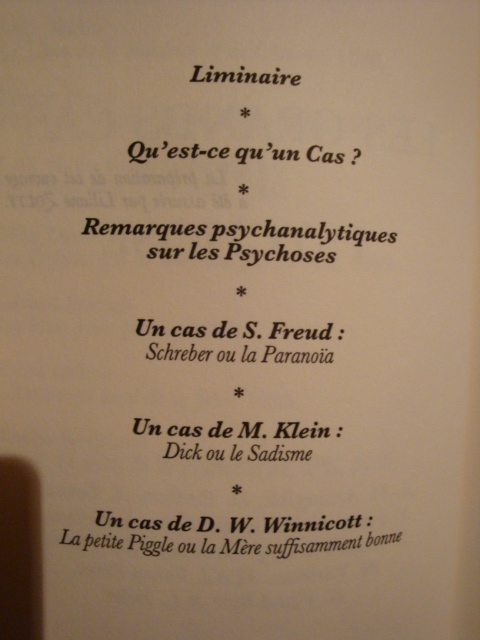 Liminaire
*
Qu'est-ce qu'un Cas ?
*
Remarques psychanalytiques
sur les Psychoses
*
Un cas de S. Freud :
Schreber ou la Paranoïa
*
Un cas de M. Klein :
Dick ou le Sadisme
*
Un cas de D. W. Winnicott :
La petite Piggle ou la Mère suffisamment bonne